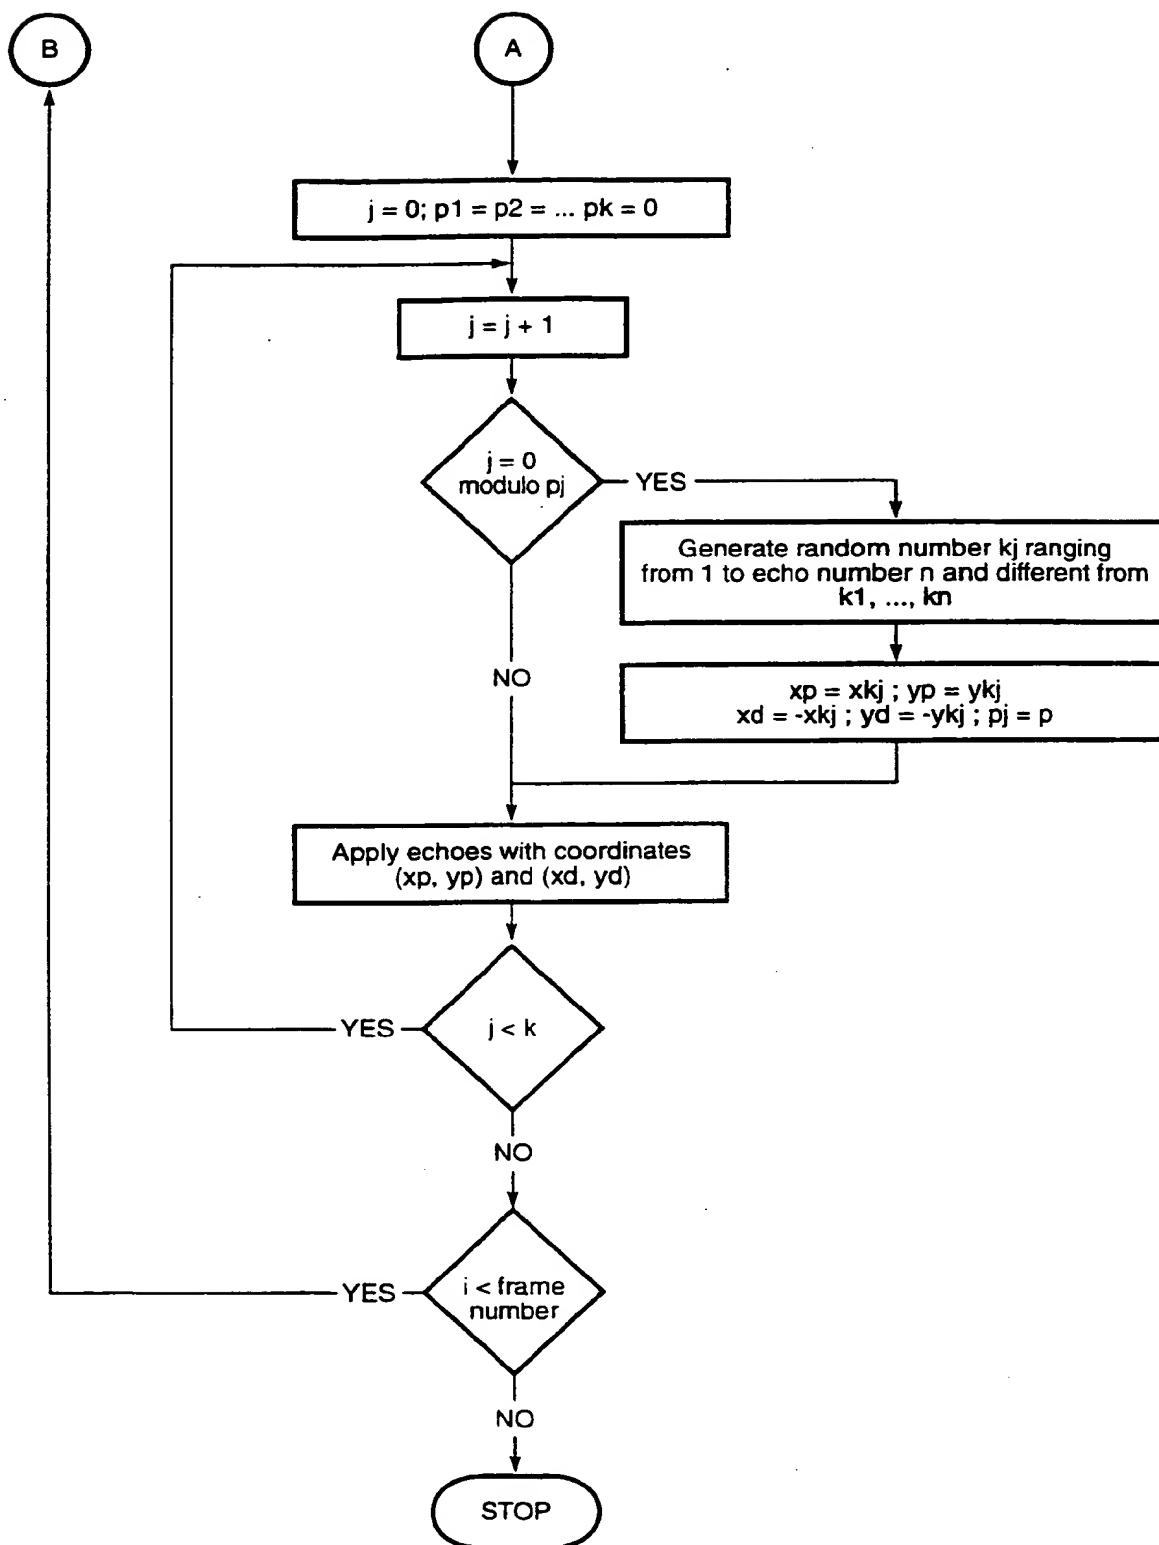 B
A
j = 0; p1 = p2 = ... pk = 0
j = j + 1
j = 0
modulo pj
YES
Generate random number kj ranging
from 1 to echo number n and different from
k1, ..., kn
NO
xp = xkj ; yp = ykj
xd = -xkj ; yd = -ykj ; pj = p
Apply echoes with coordinates
(xp, yp) and (xd, yd)
YES
j < k
NO
YES
i < frame
number
NO
STOP